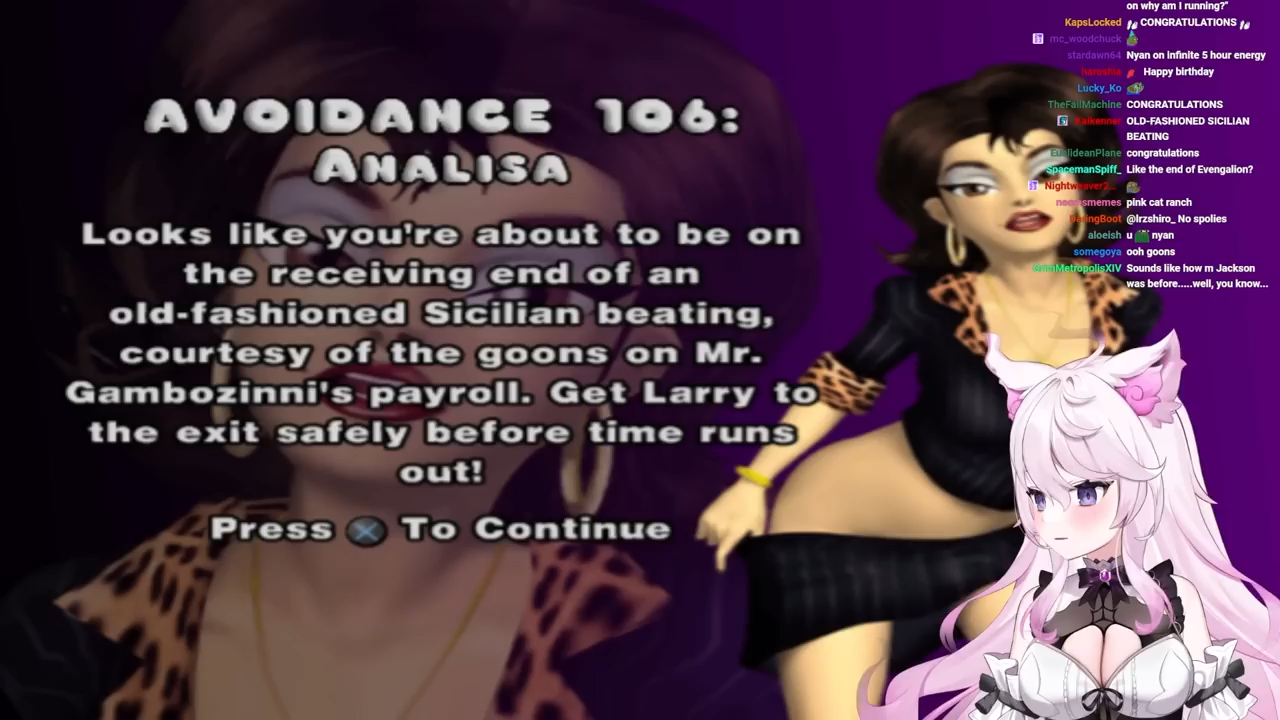 AVOIDANCE 106:
ANALISA
Looks like you're about to be on
the receiving end of an
old-fashioned Sicilian beating,
courtesy of the goons on Mr.
Gambozinni's payroll. Get Larry to
the exit safely before time runs
out!
Press To Continue
on why am I running?"
KapsLocked CONGRATULATIONS
mc_woodchuck
stardawn64 Nyan on infinite 5 hour energy
haroshia Happy birthday
Lucky_Ko
TheFailMachine CONGRATULATIONS
OLD-FASHIONED SICILIAN
BEATING
EuclideanPlane congratulations
SpacemanSpiff_ Like the end of Evengalion?
pink cat ranch
@lrzshiro_ No spolies
aloeish u nyan
somegoya ooh goons
Sounds like how m Jackson
was before.....well, you know...